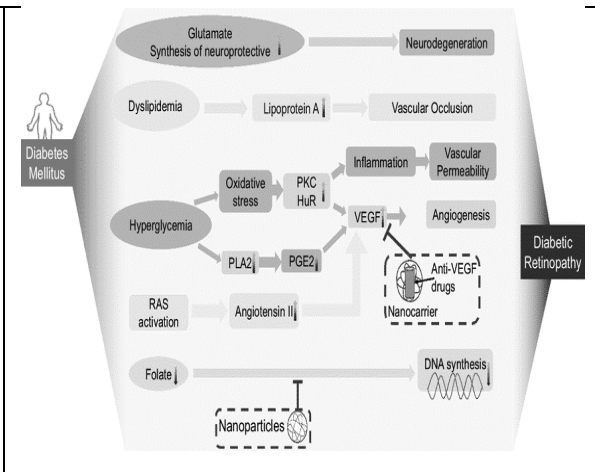 Glutamate
Synthesis of neuroprotective
Neurodegeneration
Dyslipidemia
Lipoprotein A
Vascular Occlusion
Diabetes
Mellitus
Oxidative
stress
PKC
HuR
Inflammation
Vascular
Permeability
Hyperglycemia
VEGF
Angiogenesis
PLA2
PGE2
Diabetic
Retinopathy
Anti-VEGF
drugs
Nanocarrier
RAS
activation
Angiotensin II
Folate
DNA synthesis
Nanoparticles